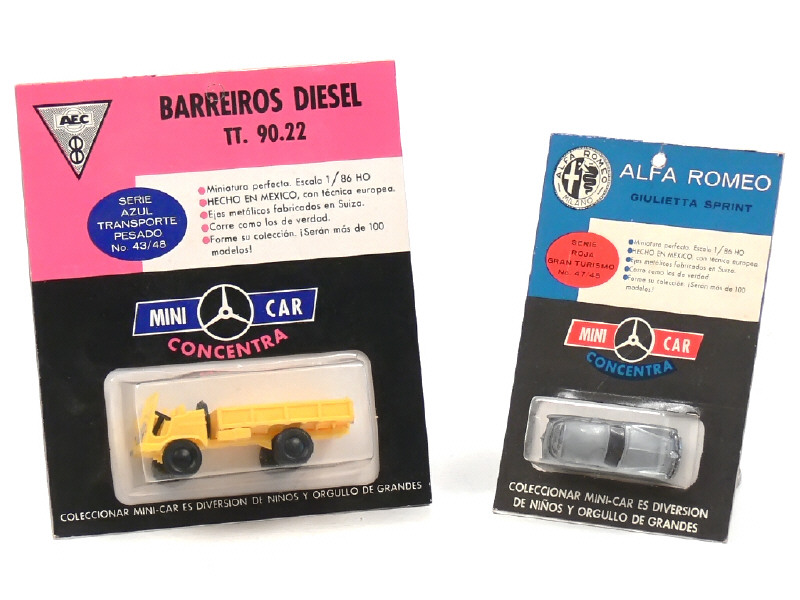 AEC
BARREIROS DIESEL
TT. 90.22
SERIE
AZUL
TRANSPORTE
PESADO
No. 43/48
Miniatura perfecta. Escala 1/86 HO
HECHO EN MEXICO, con técnica europea.
Ejes metálicos fabricados en Suiza.
Corre como los de verdad.
Forme su colección. ¡Serán más de 100
modelos!
MINI CAR
CONCENTRA
COLECCIONAR MINI-CAR ES DIVERSION DE NIÑOS Y ORGULLO DE GRANDES
ALFA ROMEO
MILANO
ALFA ROMEO
GIULIETTA SPRINT
SERIE
ROJA
GRAN TURISMO
No. 47/48
Miniatura perfecta. Escala 1/86 HO
HECHO EN MEXICO, con técnica europea.
Ejes metálicos fabricados en Suiza.
Corre como los de verdad.
Forme su colección. ¡Serán más de 100
modelos!
MINI CAR
CONCENTRA
COLECCIONAR MINI-CAR ES DIVERSION
DE NIÑOS Y ORGULLO DE GRANDES